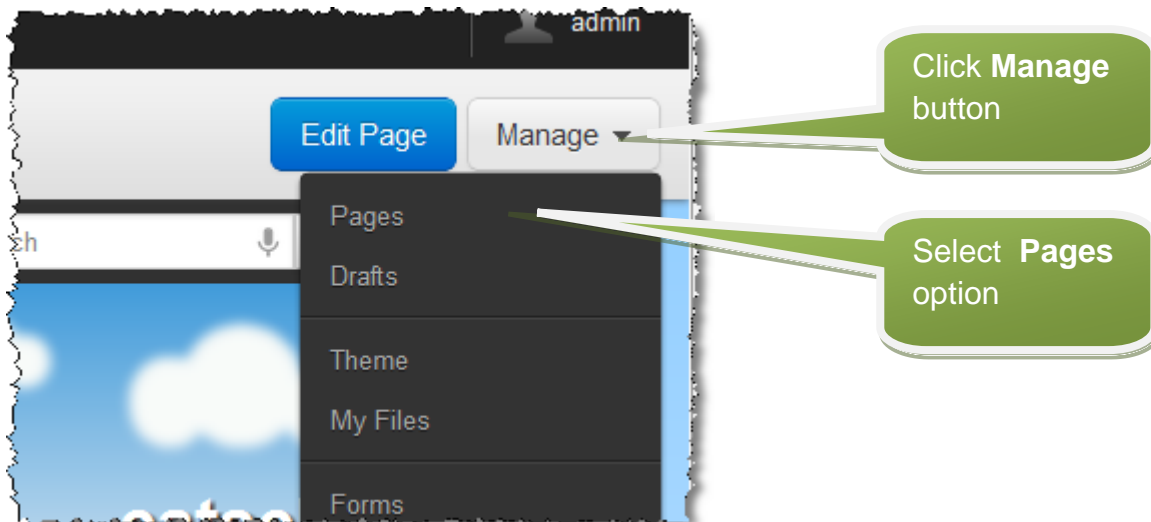 admin
Click Manage
button
Edit Page
Manage
Pages
Drafts
Select Pages
option
Theme
My Files
Forms